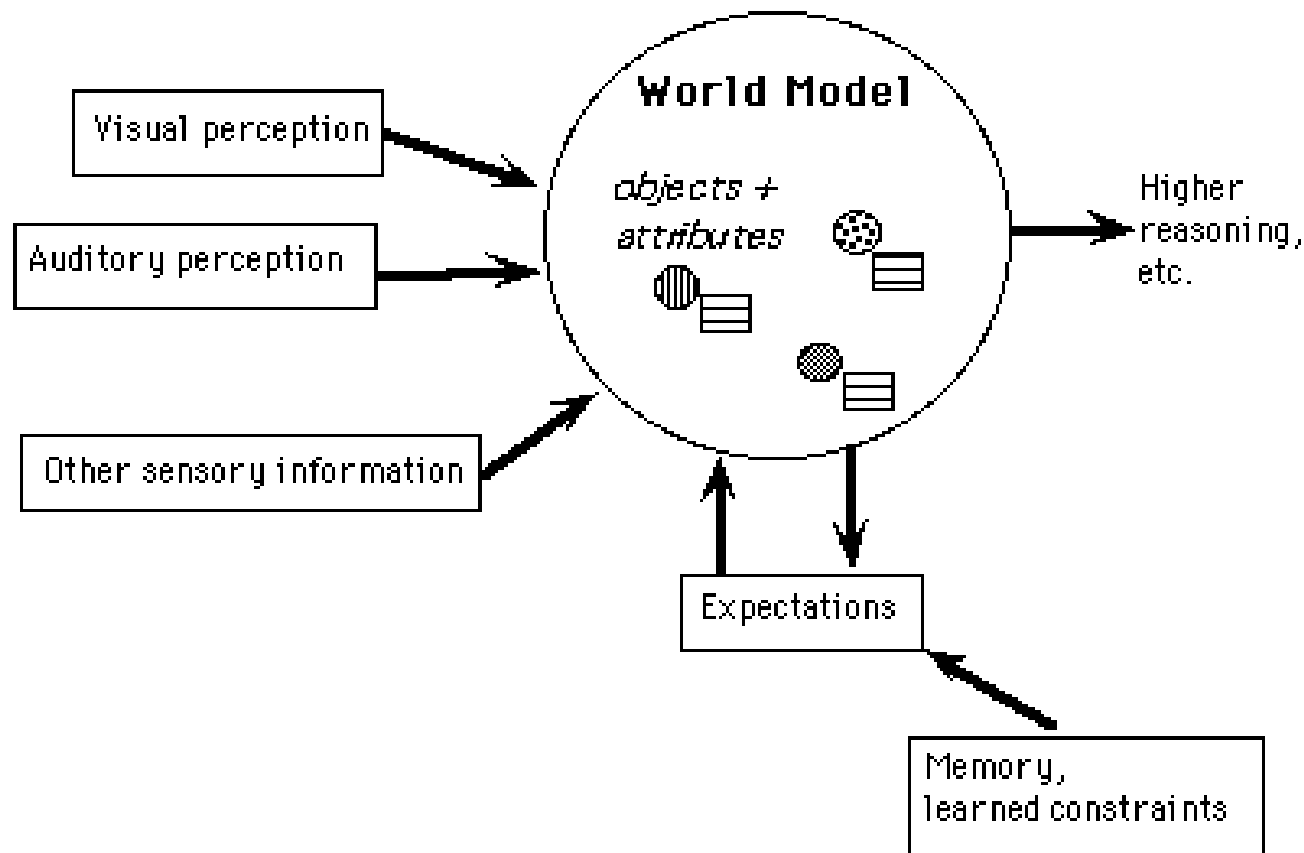 World Model
Visual perception
objects +
attributes
Higher
reasoning,
etc.
Auditory perception
Other sensory information
Expectations
Memory,
learned constraints